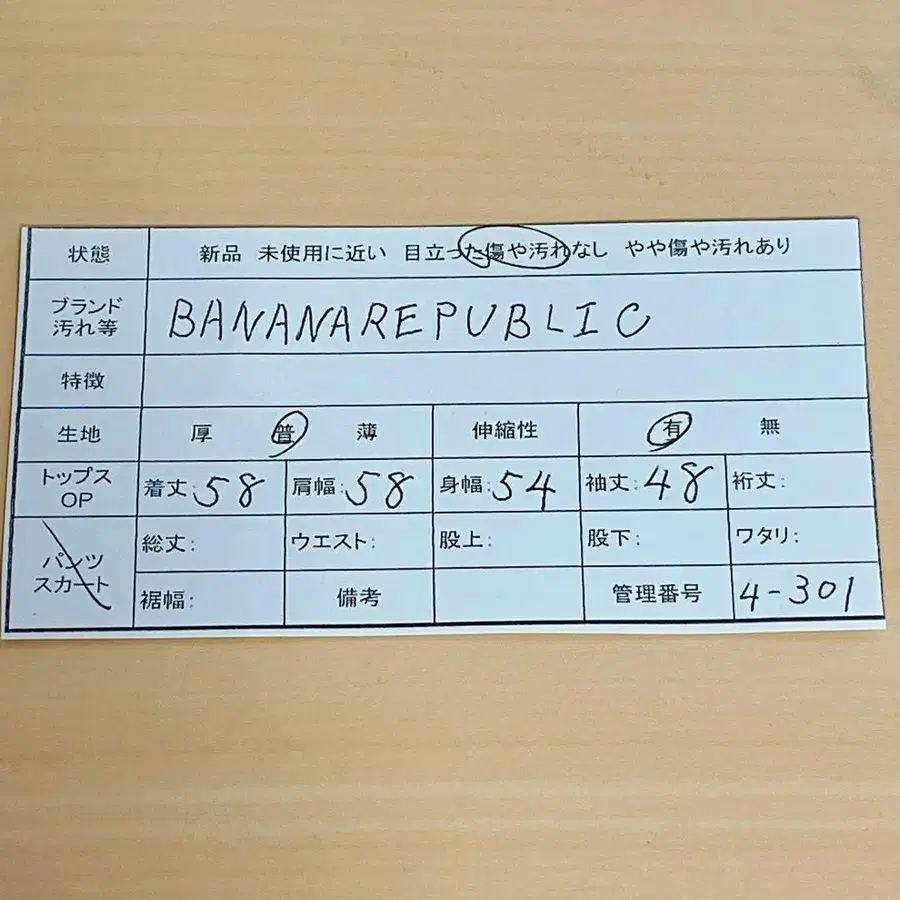 状態 新品 未使用に近い 目立った傷や汚れなし やや傷や汚れあり
ブランド
汚れ等
BANANAREPUBLIC
特徴
生地 厚 普 薄 伸縮性 有 無
トップス
OP
着丈:58 肩幅:58 身幅:54 袖丈:48 裄丈:
パンツ
スカート
総丈: ウエスト: 股上: 股下: ワタリ:
裾幅: 備考 管理番号 4-301